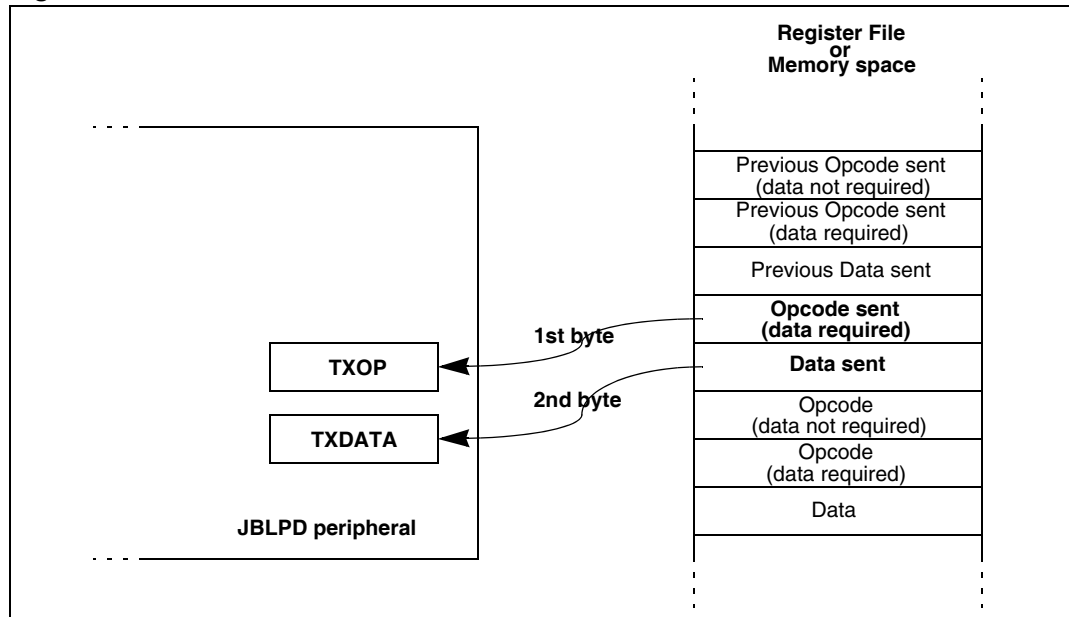 Register File
or
Memory space
Previous Opcode sent
(data not required)
Previous Opcode sent
(data required)
Previous Data sent
Opcode sent
(data required)
1st byte
TXOP
Data sent
2nd byte
TXDATA
Opcode
(data not required)
Opcode
(data required)
Data
JBLPD peripheral